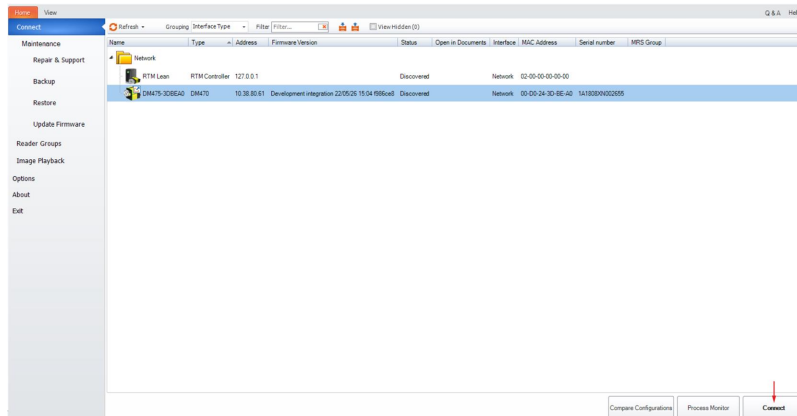 Home View Q & A Hel
Connect
Refresh Grouping Interface Type Filter Filter... View Hidden (0)
Maintenance
Name Type Address Firmware Version Status Open in Documents Interface MAC Address Serial number MRS Group
Repair & Support
Network
Backup
RTM Lean RTM Controller 127.0.0.1 Discovered Network 02-00-00-00-00-00
DM475-3DBEA0 DM470 10.38.80.61 Development integration 22/05/26 15:04 f986ce8 Discovered Network 00-D0-24-3D-BE-A0 1A1808XN002655
Restore
Update Firmware
Reader Groups
Image Playback
Options
About
Exit
Compare Configurations Process Monitor Connect